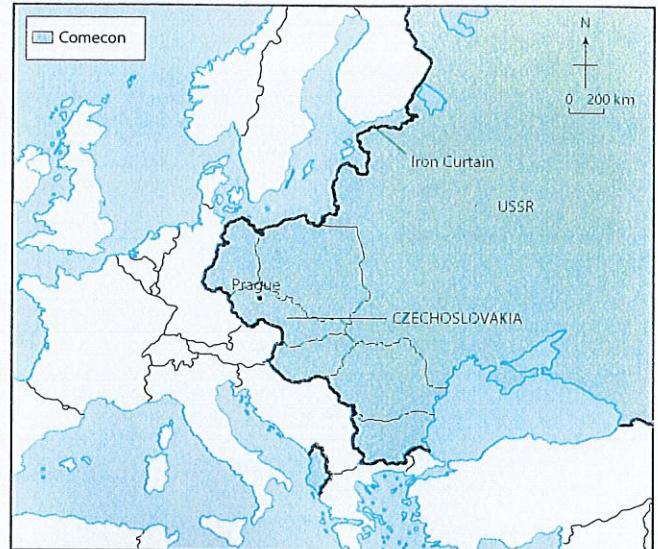 Comecon
N
0 200 km
Iron Curtain
USSR
Prague
CZECHOSLOVAKIA